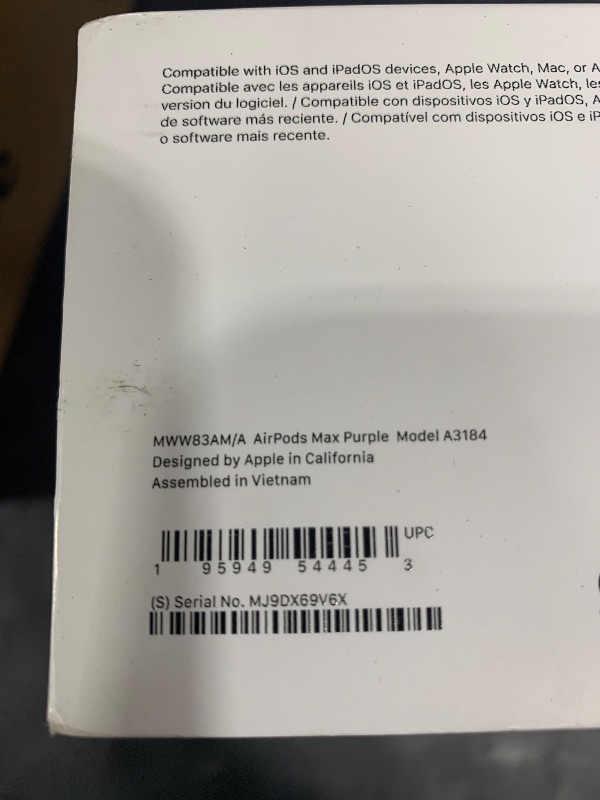 Compatible with iOS and iPadOS devices, Apple Watch, Mac, or A
Compatible avec les appareils iOS et iPadOS, les Apple Watch, les
version du logiciel. / Compatible con dispositivos iOS y iPadOS, A
de software más reciente. / Compatível com dispositivos iOS e iP
o software mais recente.
MWW83AM/A AirPods Max Purple Model A3184
Designed by Apple in California
Assembled in Vietnam
UPC
1 95949 54445 3
(S) Serial No. MJ9DX69V6X